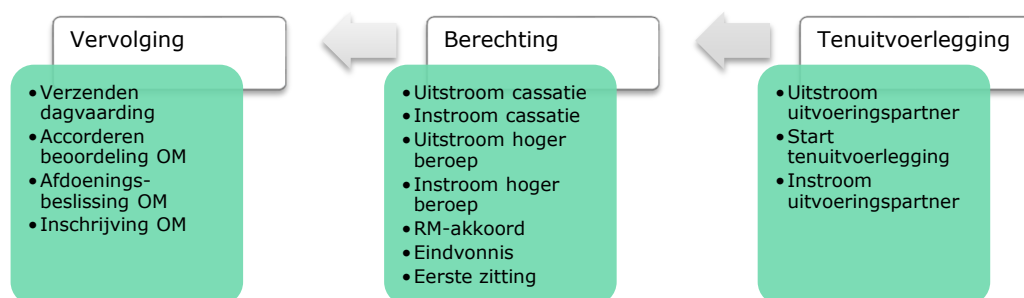 Vervolging
• Verzenden
dagvaarding
• Accorderen
beoordeling OM
• Afdoenings-
beslissing OM
• Inschrijving OM
Berechting
• Uitstroom cassatie
• Instroom cassatie
• Uitstroom hoger
beroep
• Instroom hoger
beroep
• RM-akkoord
• Eindvonnis
• Eerste zitting
Tenuitvoerlegging
• Uitstroom
uitvoeringspartner
• Start
tenuitvoerlegging
• Instroom
uitvoeringspartner